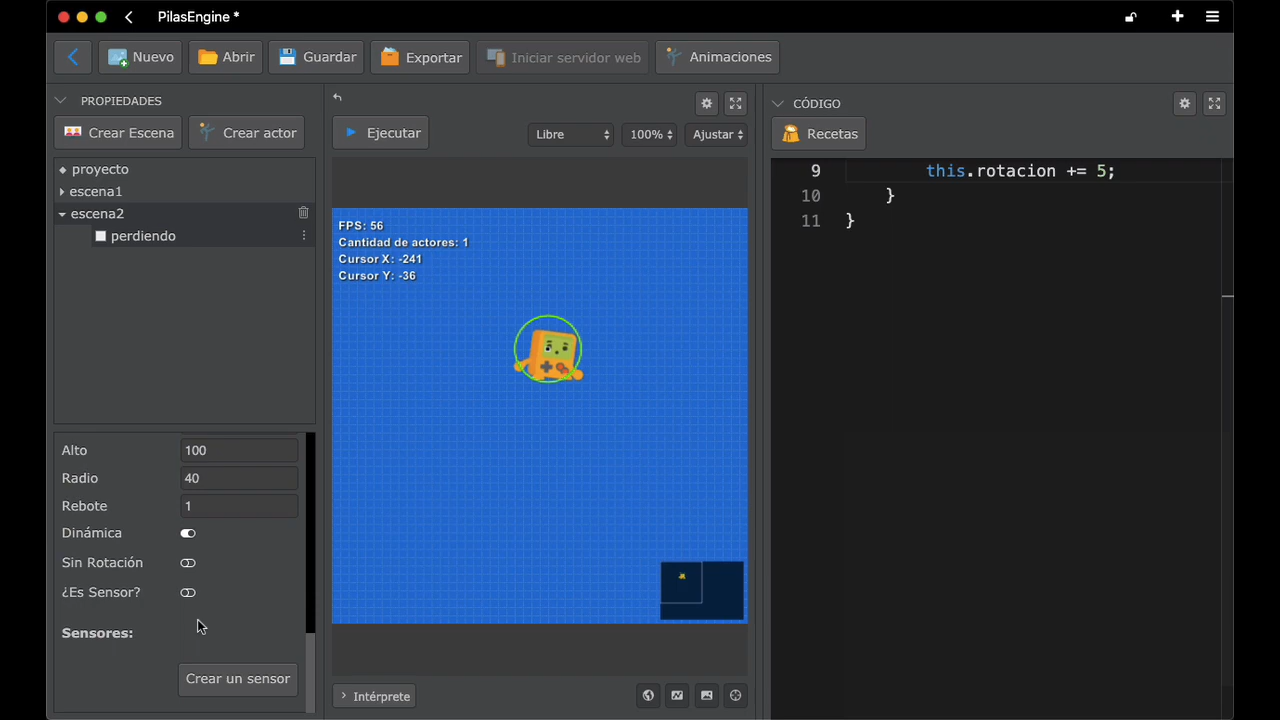 PilasEngine *
Nuevo
Abrir
Guardar
Exportar
Iniciar servidor web
Animaciones
PROPIEDADES
Crear Escena
Crear actor
proyecto
escena1
escena2
perdiendo
Alto
100
Radio
40
Rebote
1
Dinámica
Sin Rotación
¿Es Sensor?
Sensores:
Crear un sensor
Ejecutar
Libre
100%
Ajustar
FPS: 56
Cantidad de actores: 1
Cursor X: -241
Cursor Y: -36
Intérprete
CÓDIGO
Recetas
9 this.rotacion += 5;
10 }
11 }